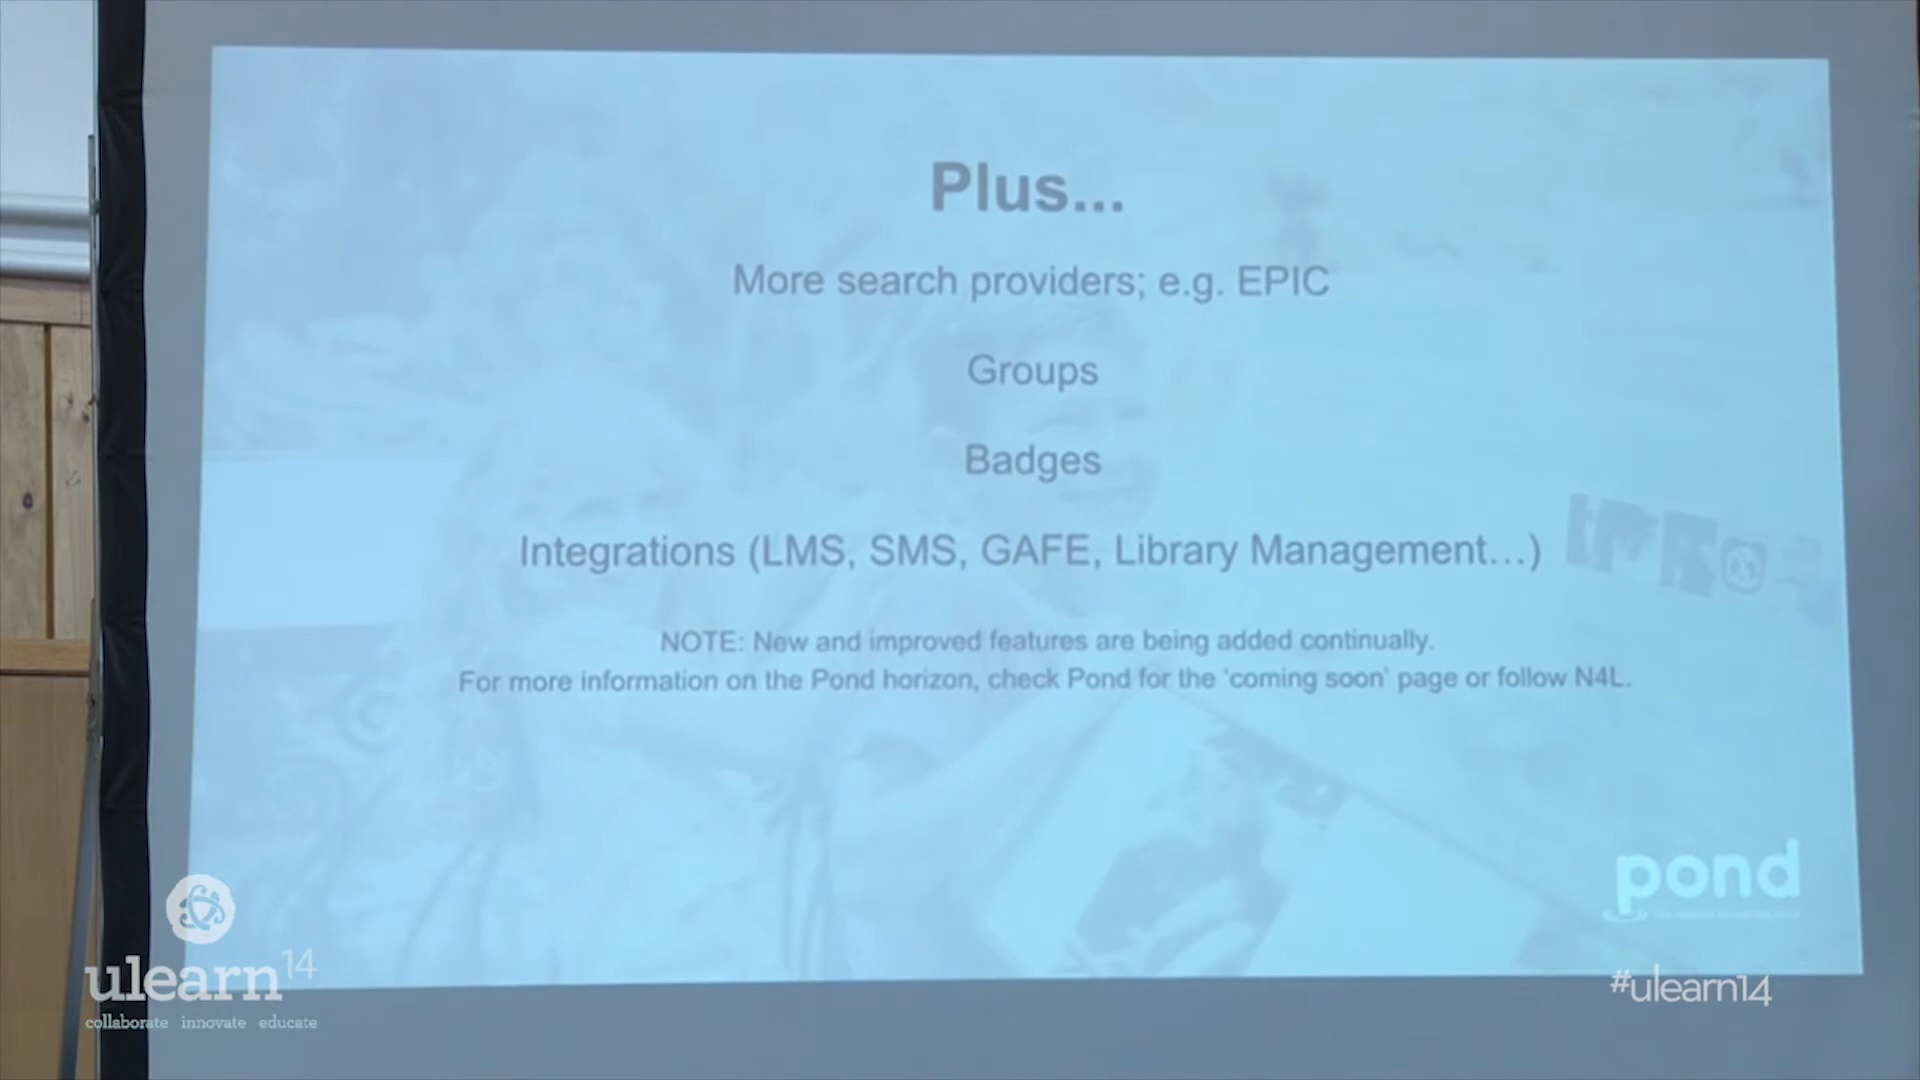 Plus...
More search providers; e.g. EPIC
Groups
Badges
Integrations (LMS, SMS, GAFE, Library Management...)
NOTE: New and improved features are being added continually.
For more information on the Pond horizon, check Pond for the 'coming soon' page or follow N4L.
pond
ulearn14
collaborate innovate educate
#ulearn14